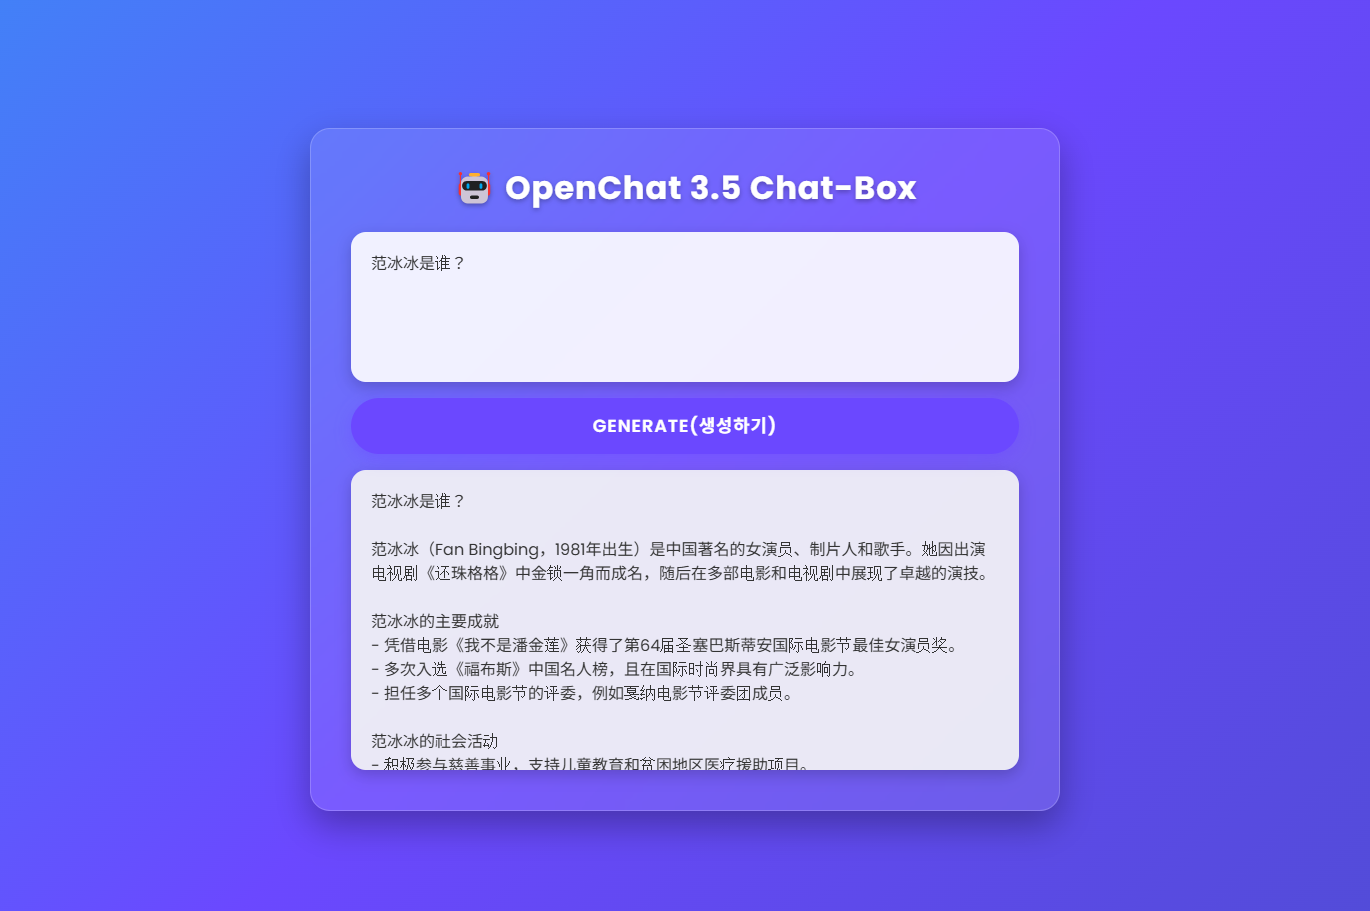 OpenChat 3.5 Chat-Box
范冰冰是谁？
GENERATE(생성하기)
范冰冰是谁？
范冰冰（Fan Bingbing，1981年出生）是中国著名的女演员、制片人和歌手。她因出演
电视剧《还珠格格》中金锁一角而成名，随后在多部电影和电视剧中展现了卓越的演技。
范冰冰的主要成就
- 凭借电影《我不是潘金莲》获得了第64届圣塞巴斯蒂安国际电影节最佳女演员奖。
- 多次入选《福布斯》中国名人榜，且在国际时尚界具有广泛影响力。
- 担任多个国际电影节的评委，例如戛纳电影节评委团成员。
范冰冰的社会活动
- 积极参与慈善事业，支持儿童教育和贫困地区医疗援助项目。